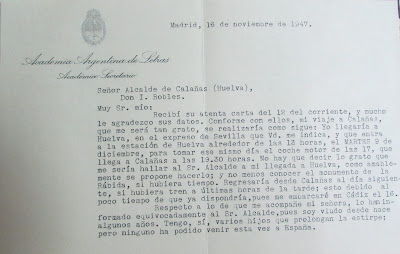 Madrid, 16 de noviembre de 1947.
Academia Argentina de Letras
Académico Secretario
Señor Alcalde de Calañas (Huelva),
Don I. Robles.
Muy Sr. mío:
Recibí su atenta carta del 12 del corriente, y mucho
le agradezco sus datos. Conforme con ellos, mi viaje a Calañas,
que me será tan grato, se realizaría como sigue: Yo llegaría a
Huelva, en el expreso de Sevilla que Vd. me indica, y que entra
a la estación de Huelva alrededor de las 13 horas, el MARTES 9 de
diciembre, para tomar ese mismo día el coche motor de las 17, que
llega a Calañas a las 19.30 horas. No hay que decir lo grato que
me sería hallar al Sr. Alcalde a mi llegada a Huelva, como amable-
mente se propone hacerlo; y no menos conocer el monumento de la
Rábida, si hubiera tiempo. Regresaría desde Calañas al día siguien-
te, si hubiera tren a últimas horas de la tarde; esto debido al
poco tiempo de que ya dispondría, pues me embarcaré en Cádiz el 16.
Respecto a lo de que me acompañe mi señora, lo han in-
formado equivocadamente al Sr. Alcalde, pues soy viudo desde hace
algunos años. Tengo, sí, varios hijos que prolongan la estirpe;
pero ninguno ha podido venir esta vez a España.